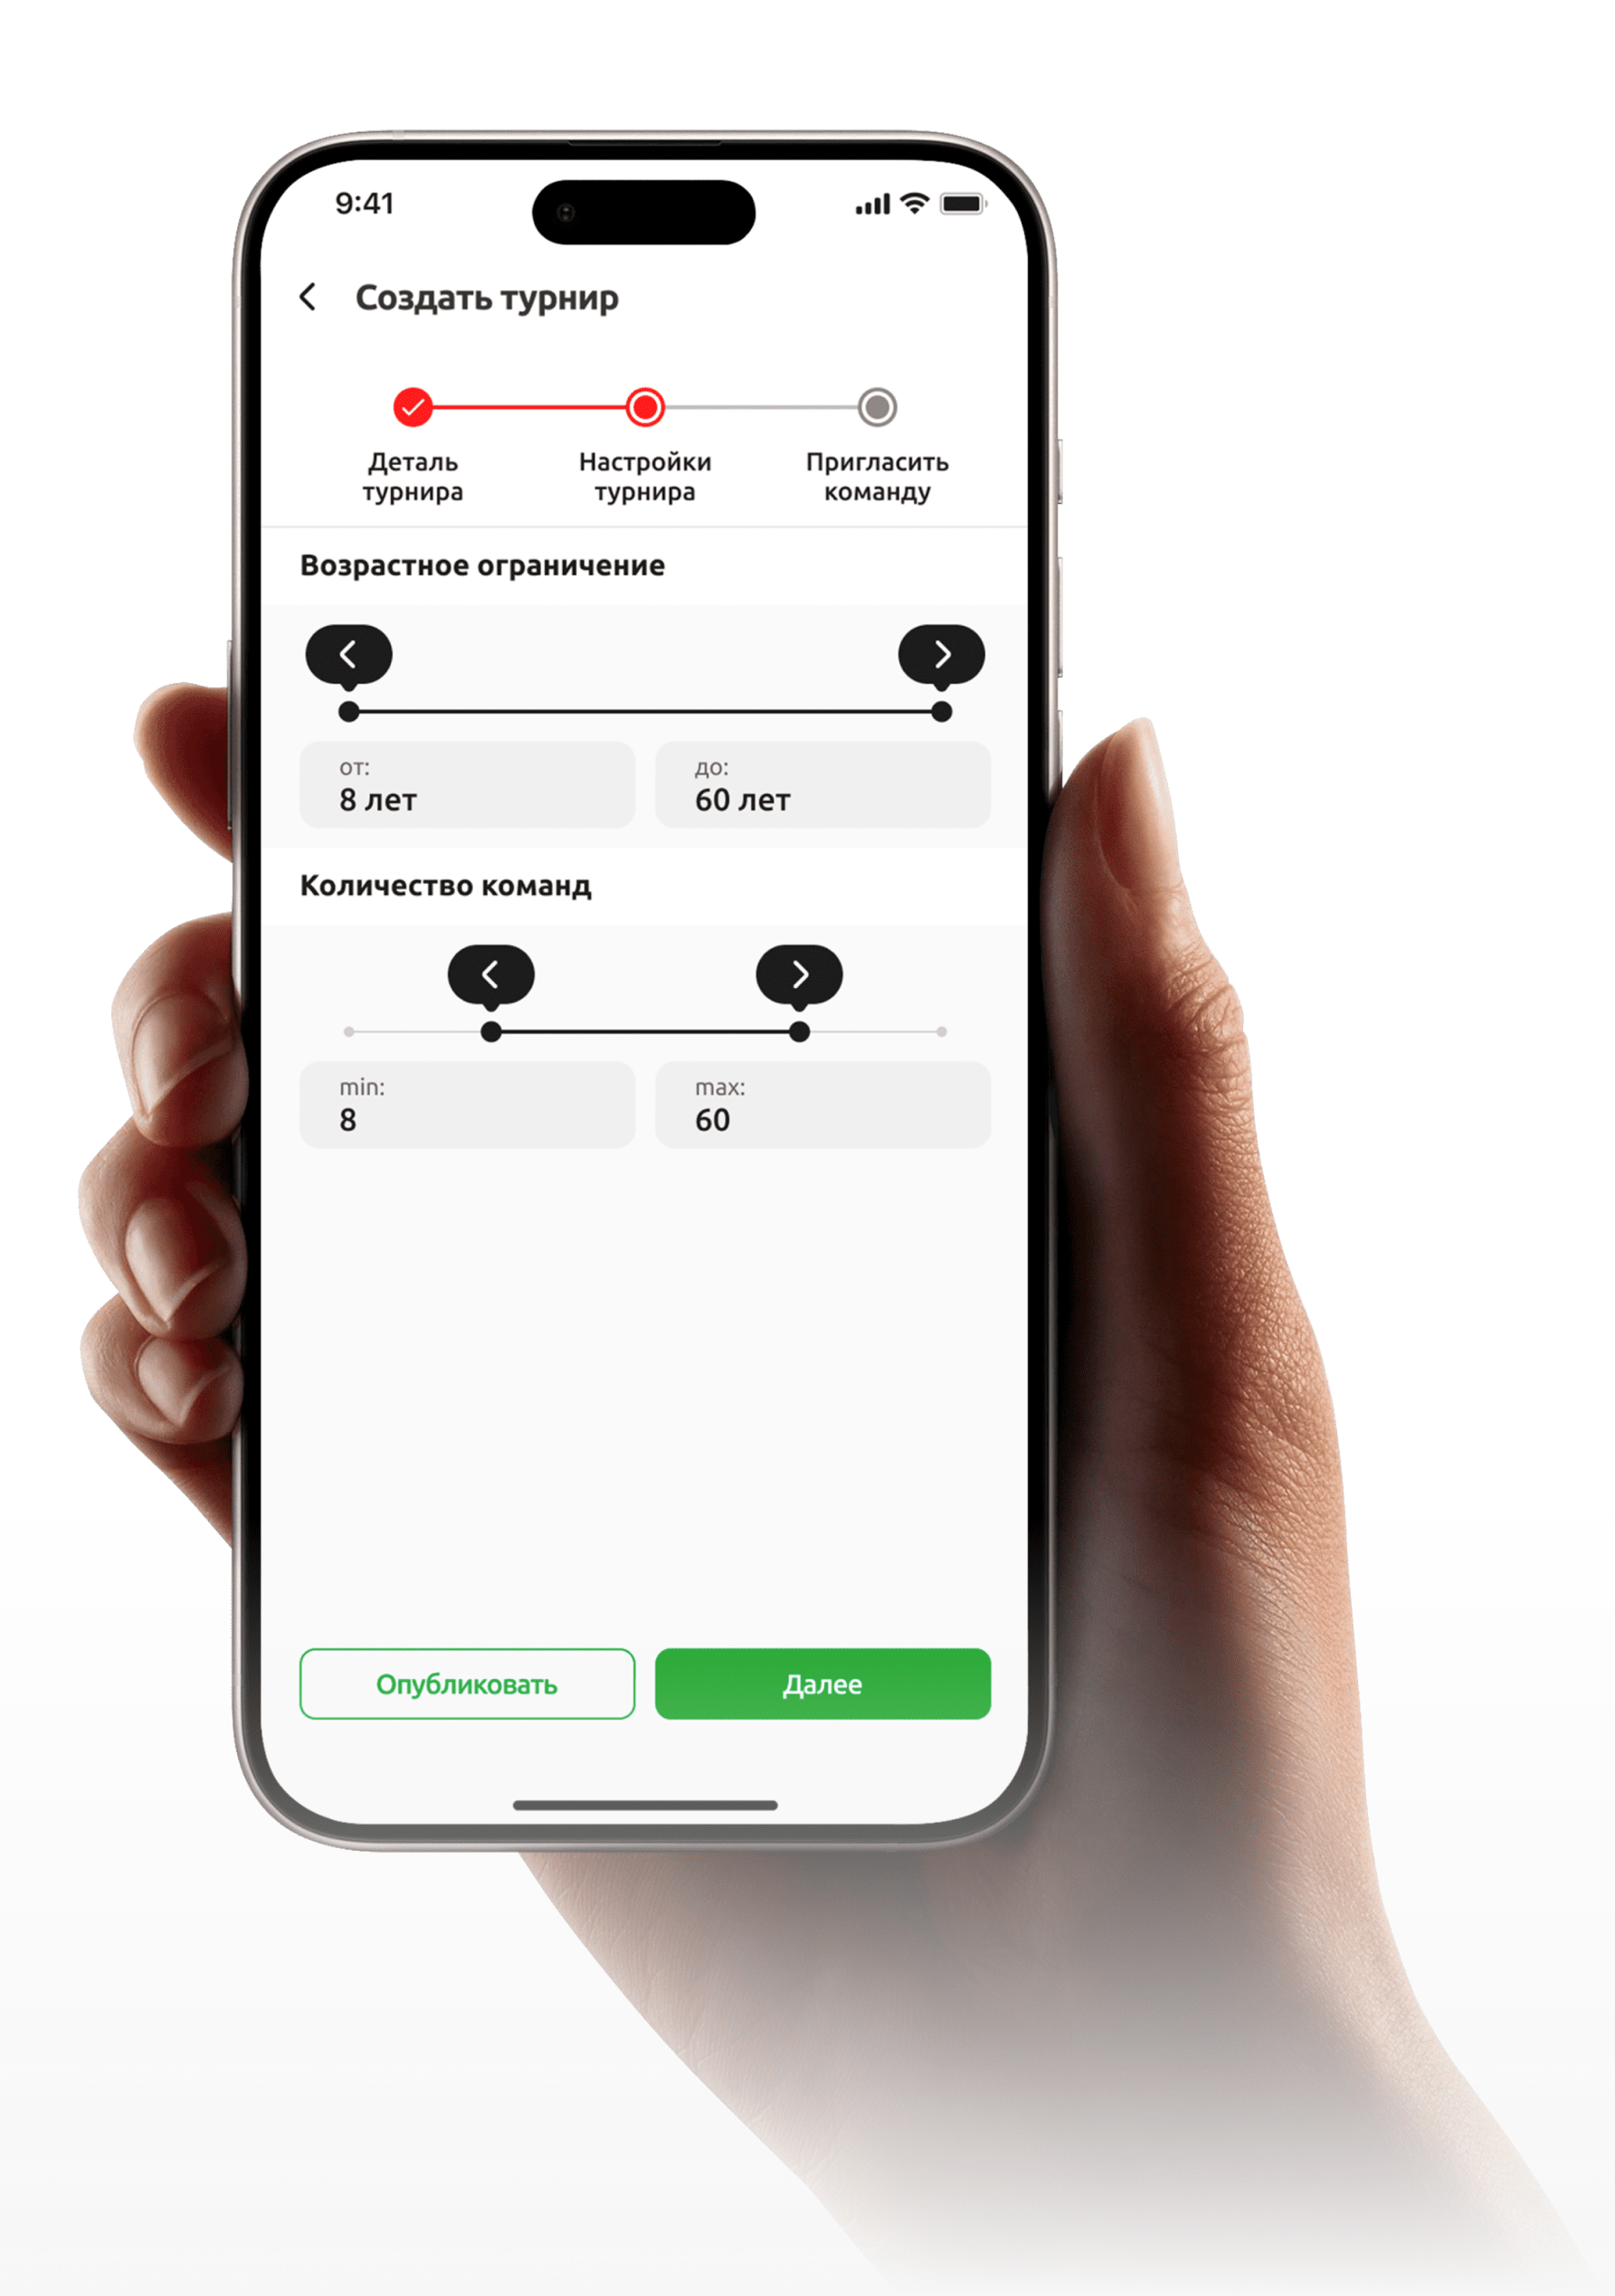 9:41
Создать турнир
Деталь
турнира
Настройки
турнира
Пригласить
команду
Возрастное ограничение
от:
8 лет
до:
60 лет
Количество команд
min:
8
max:
60
Опубликовать
Далее